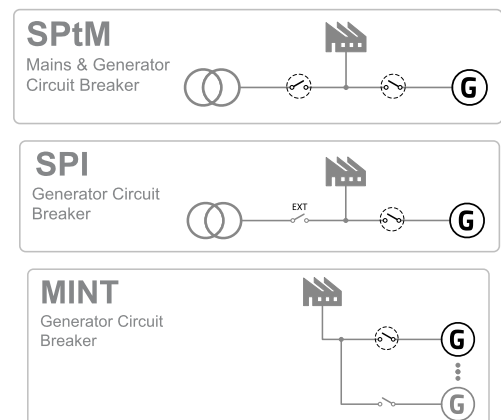 SPtM
Mains & Generator
Circuit Breaker
G
SPI
Generator Circuit
Breaker
EXT
G
MINT
Generator Circuit
Breaker
G
G